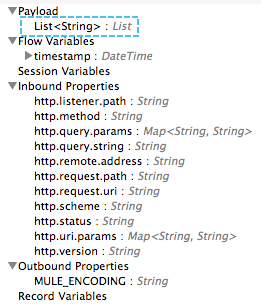 Payload
List<String> : List
Flow Variables
timestamp : DateTime
Session Variables
Inbound Properties
http.listener.path : String
http.method : String
http.query.params : Map<String, String>
http.query.string : String
http.remote.address : String
http.request.path : String
http.request.uri : String
http.scheme : String
http.status : String
http.uri.params : Map<String, String>
http.version : String
Outbound Properties
MULE_ENCODING : String
Record Variables